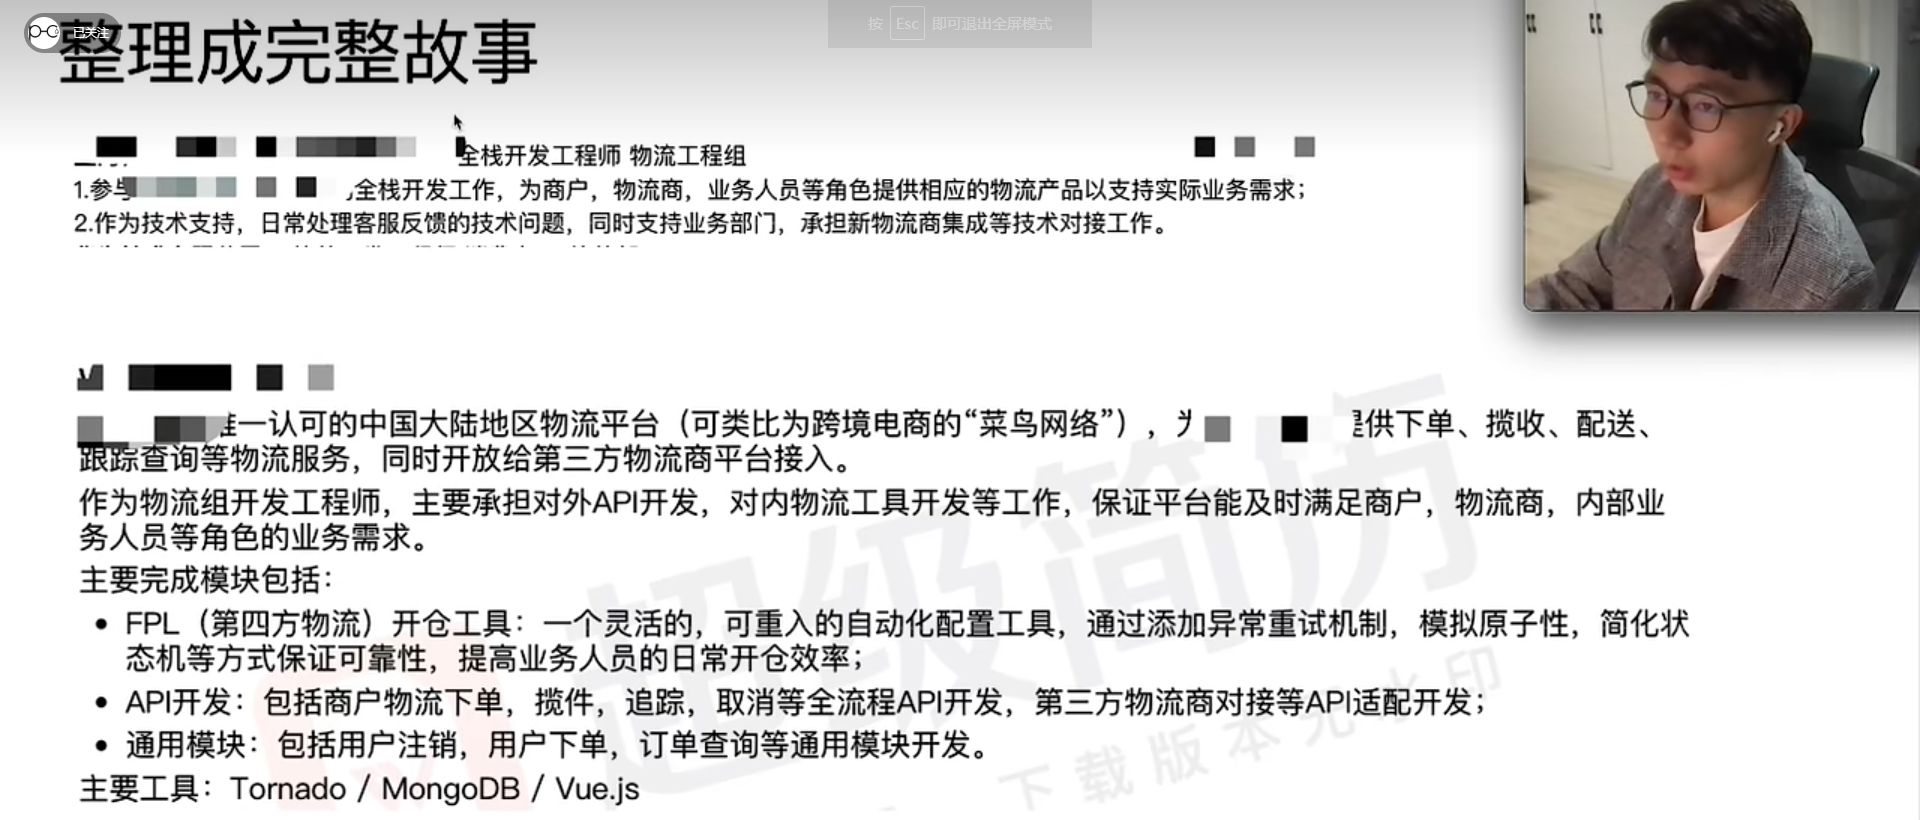 已关注
按 Esc 即可退出全屏模式
整理成完整故事
全栈开发工程师 物流工程组
1.参与
全栈开发工作，为商户，物流商，业务人员等角色提供相应的物流产品以支持实际业务需求；
2.作为技术支持，日常处理客服反馈的技术问题，同时支持业务部门，承担新物流商集成等技术对接工作。
唯一认可的中国大陆地区物流平台（可类比为跨境电商的“菜鸟网络”），为
提供下单、揽收、配送、
跟踪查询等物流服务，同时开放给第三方物流商平台接入。
作为物流组开发工程师，主要承担对外API开发，对内物流工具开发等工作，保证平台能及时满足商户，物流商，内部业
务人员等角色的业务需求。
主要完成模块包括：
• FPL（第四方物流）开仓工具：一个灵活的，可重入的自动化配置工具，通过添加异常重试机制，模拟原子性，简化状
态机等方式保证可靠性，提高业务人员的日常开仓效率；
• API开发：包括商户物流下单，揽件，追踪，取消等全流程API开发，第三方物流商对接等API适配开发；
• 通用模块：包括用户注销，用户下单，订单查询等通用模块开发。
主要工具：Tornado / MongoDB / Vue.js
超级简历
下载版本无水印